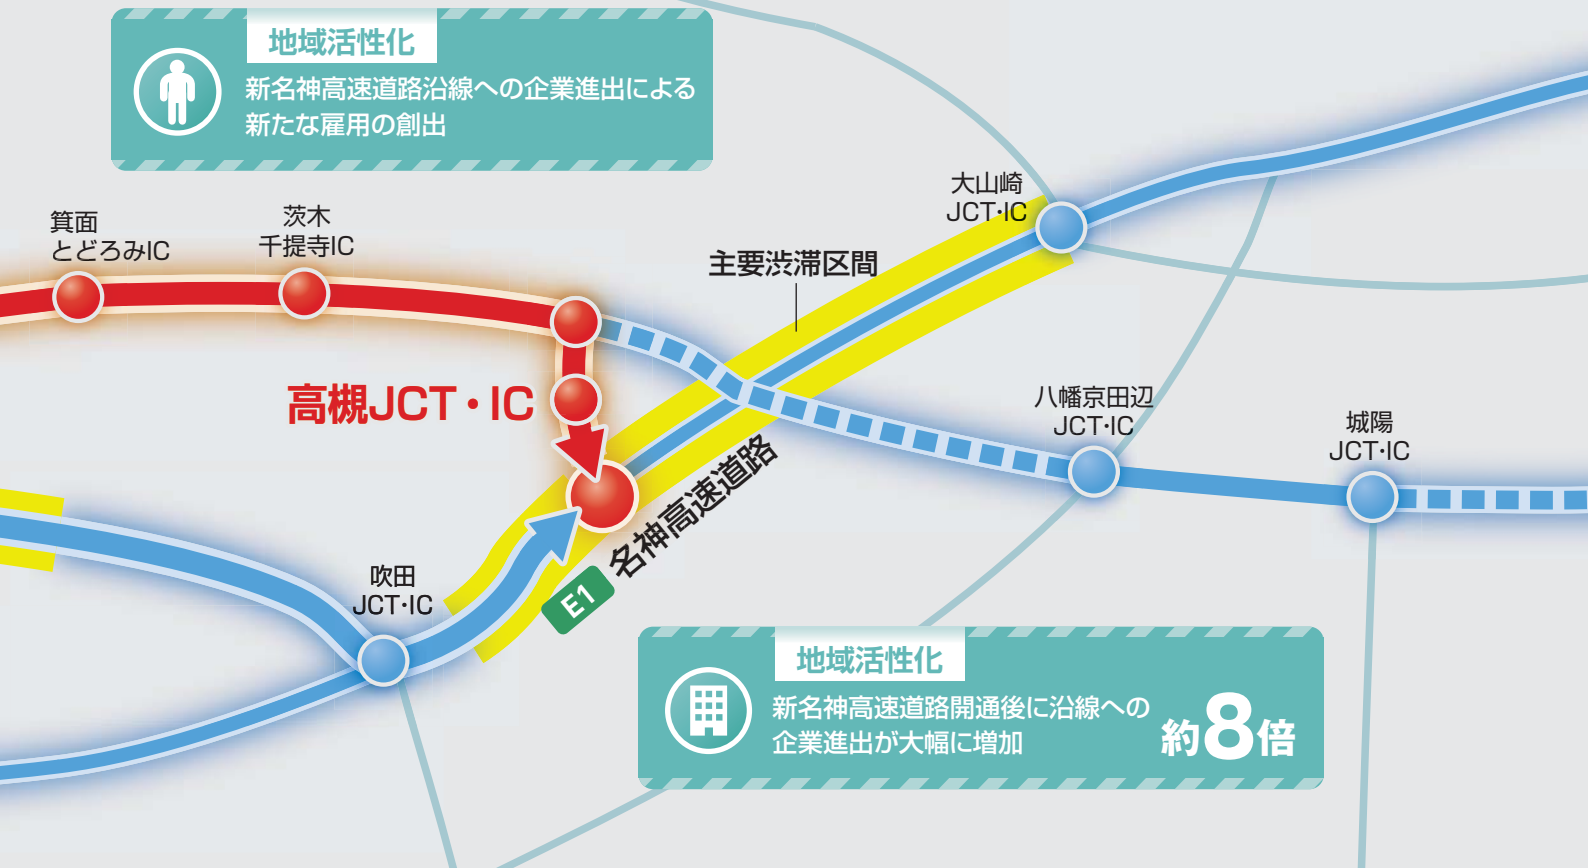 地域活性化
新名神高速道路沿線への企業進出による
新たな雇用の創出
大山崎
JCT・IC
箕面
とどろみIC
茨木
千提寺IC
主要渋滞区間
高槻JCT・IC
八幡京田辺
JCT・IC
城陽
JCT・IC
名神高速道路
E1
吹田
JCT・IC
地域活性化
新名神高速道路開通後に沿線への
企業進出が大幅に増加
約8倍